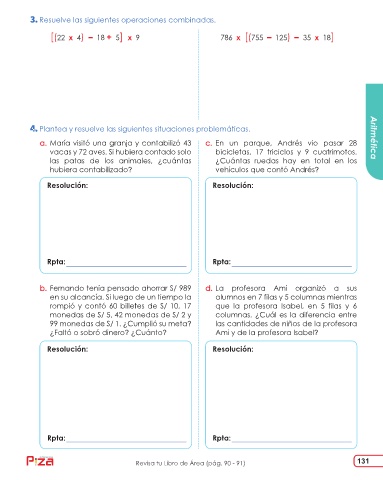 3. Resuelve las siguientes operaciones combinadas.
[(22 x 4) - 18 + 5] x 9
786 x [(755 - 125) - 35 x 18]
4. Plantea y resuelve las siguientes situaciones problemáticas.
a. María visitó una granja y contabilizó 43
vacas y 72 aves. Si hubiera contado solo
las patas de los animales, ¿cuántas
hubiera contabilizado?
Resolución:
Rpta:
c. En un parque, Andrés vio pasar 28
bicicletas, 17 triciclos y 9 cuatrimotos.
¿Cuántas ruedas hay en total en los
vehículos que contó Andrés?
Resolución:
Rpta:
b. Fernando tenía pensado ahorrar S/ 989
en su alcancía. Si luego de un tiempo la
rompió y contó 60 billetes de S/ 10, 17
monedas de S/ 5, 42 monedas de S/ 2 y
99 monedas de S/ 1. ¿Cumplió su meta?
¿Faltó o sobró dinero? ¿Cuánto?
Resolución:
Rpta:
d. La profesora Ami organizó a sus
alumnos en 7 filas y 5 columnas mientras
que la profesora Isabel, en 5 filas y 6
columnas. ¿Cuál es la diferencia entre
las cantidades de niños de la profesora
Ami y de la profesora Isabel?
Resolución:
Rpta:
Aritmética
Pizza
Revisa tu Libro de Área (pág. 90 - 91)
131